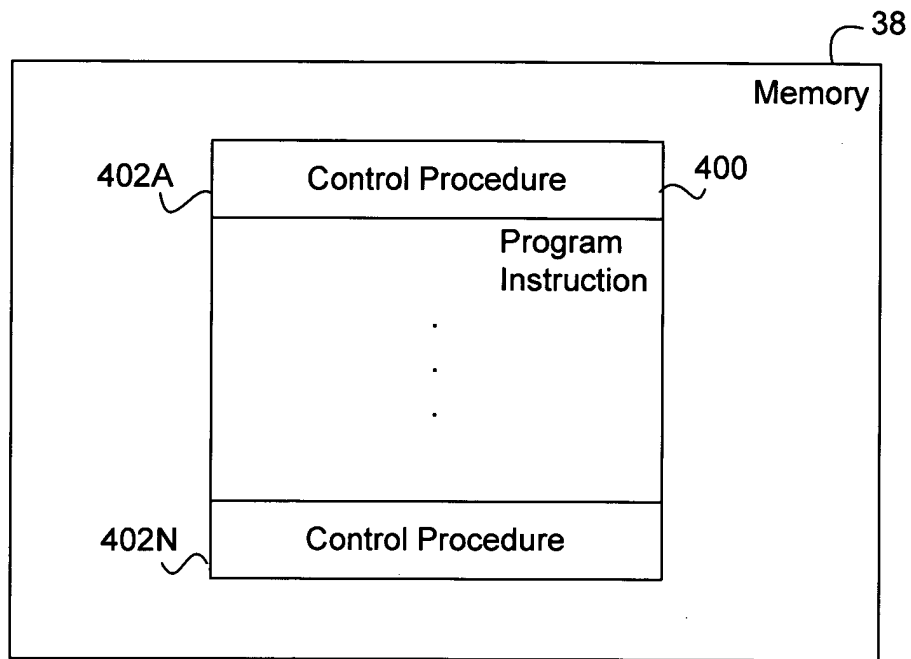 38
Memory
402A
Control Procedure
400
Program
Instruction
.
.
.
402N
Control Procedure